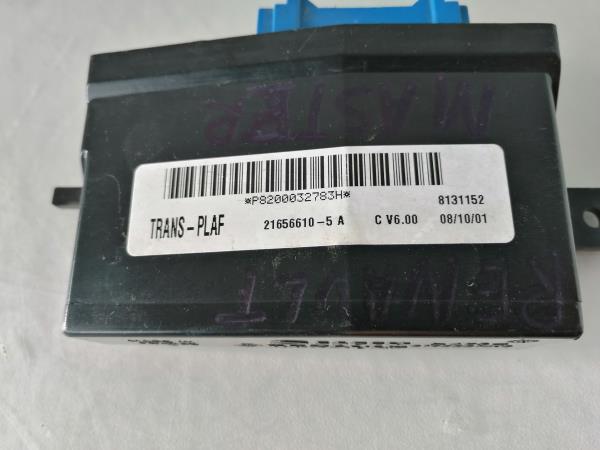 MASTER
*P8200032783H*
8131152
TRANS-PLAF 21656610-5 A C V6.00 08/10/01
RENAULT